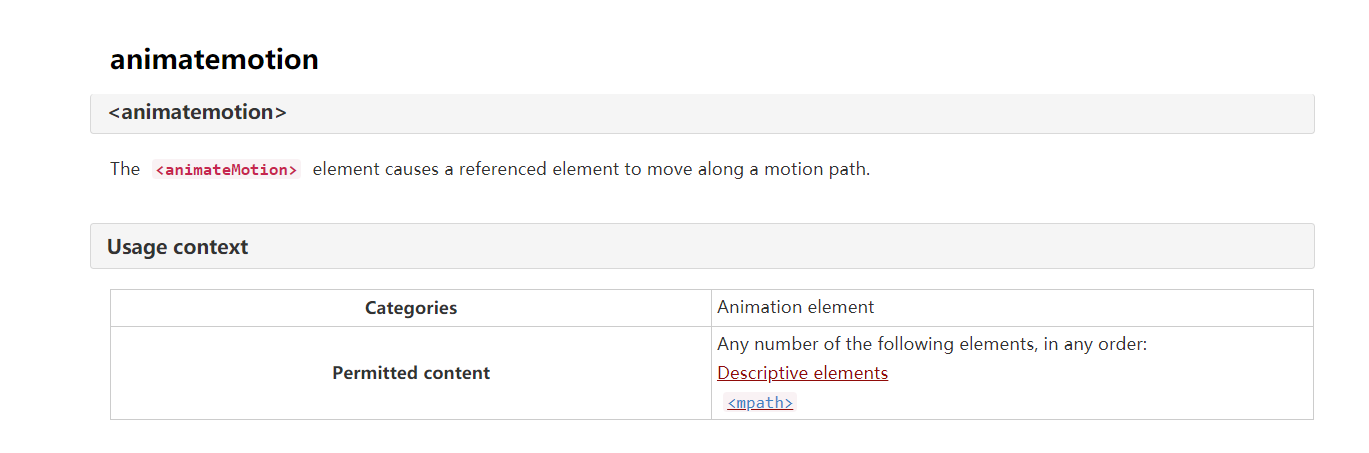 animatemotion
<animatemotion>
The <animateMotion> element causes a referenced element to move along a motion path.
Usage context
Categories Animation element
Permitted content Any number of the following elements, in any order:
Descriptive elements
<mpath>